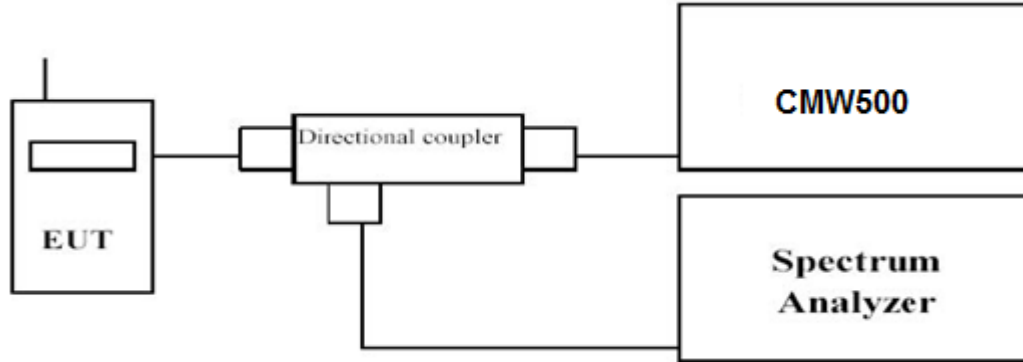 CMW500
Directional coupler
EUT
Spectrum
Analyzer